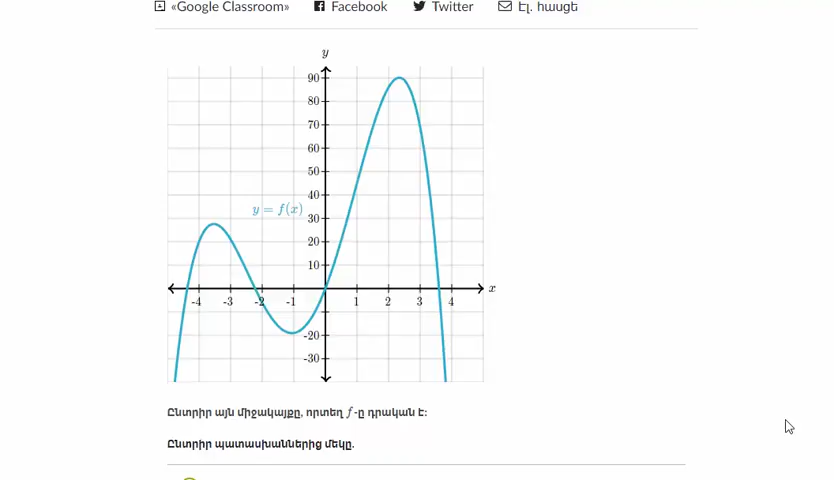 «Google Classroom» Facebook Twitter Էլ. հասցե
y
90
80
70
60
50
40
y = f(x) 30
20
10
-4 -3 -2 -1 1 2 3 4 x
-20
-30
Ընտրիր այն միջակայքը, որտեղ f-ը դրական է:
Ընտրիր պատասխաններից մեկը.